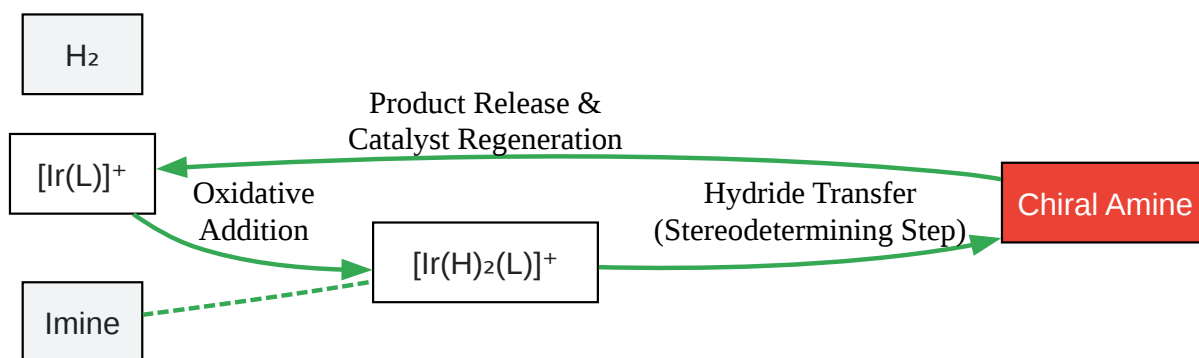 H₂
Product Release &
Catalyst Regeneration
[Ir(L)]⁺
Oxidative
Addition
Hydride Transfer
(Stereodetermining Step)
Chiral Amine
[Ir(H)₂(L)]⁺
Imine